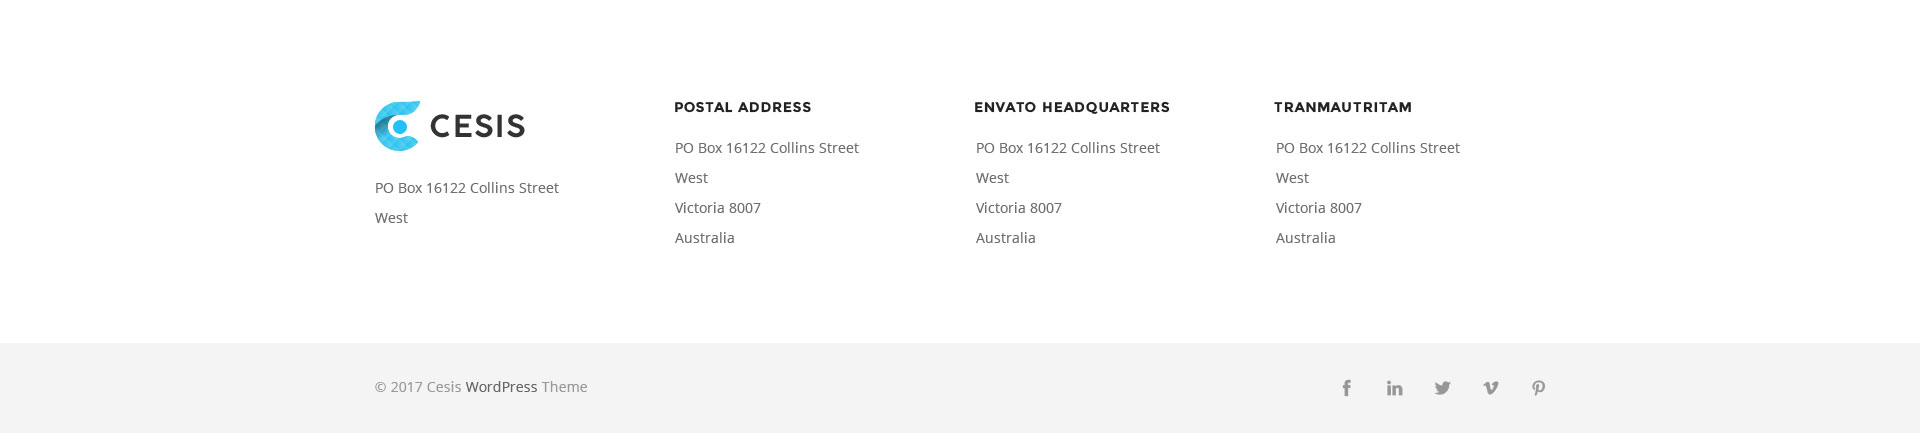 CESIS
PO Box 16122 Collins Street
West
POSTAL ADDRESS
PO Box 16122 Collins Street
West
Victoria 8007
Australia
ENVATO HEADQUARTERS
PO Box 16122 Collins Street
West
Victoria 8007
Australia
TRANMAUTRITAM
PO Box 16122 Collins Street
West
Victoria 8007
Australia
© 2017 Cesis WordPress Theme